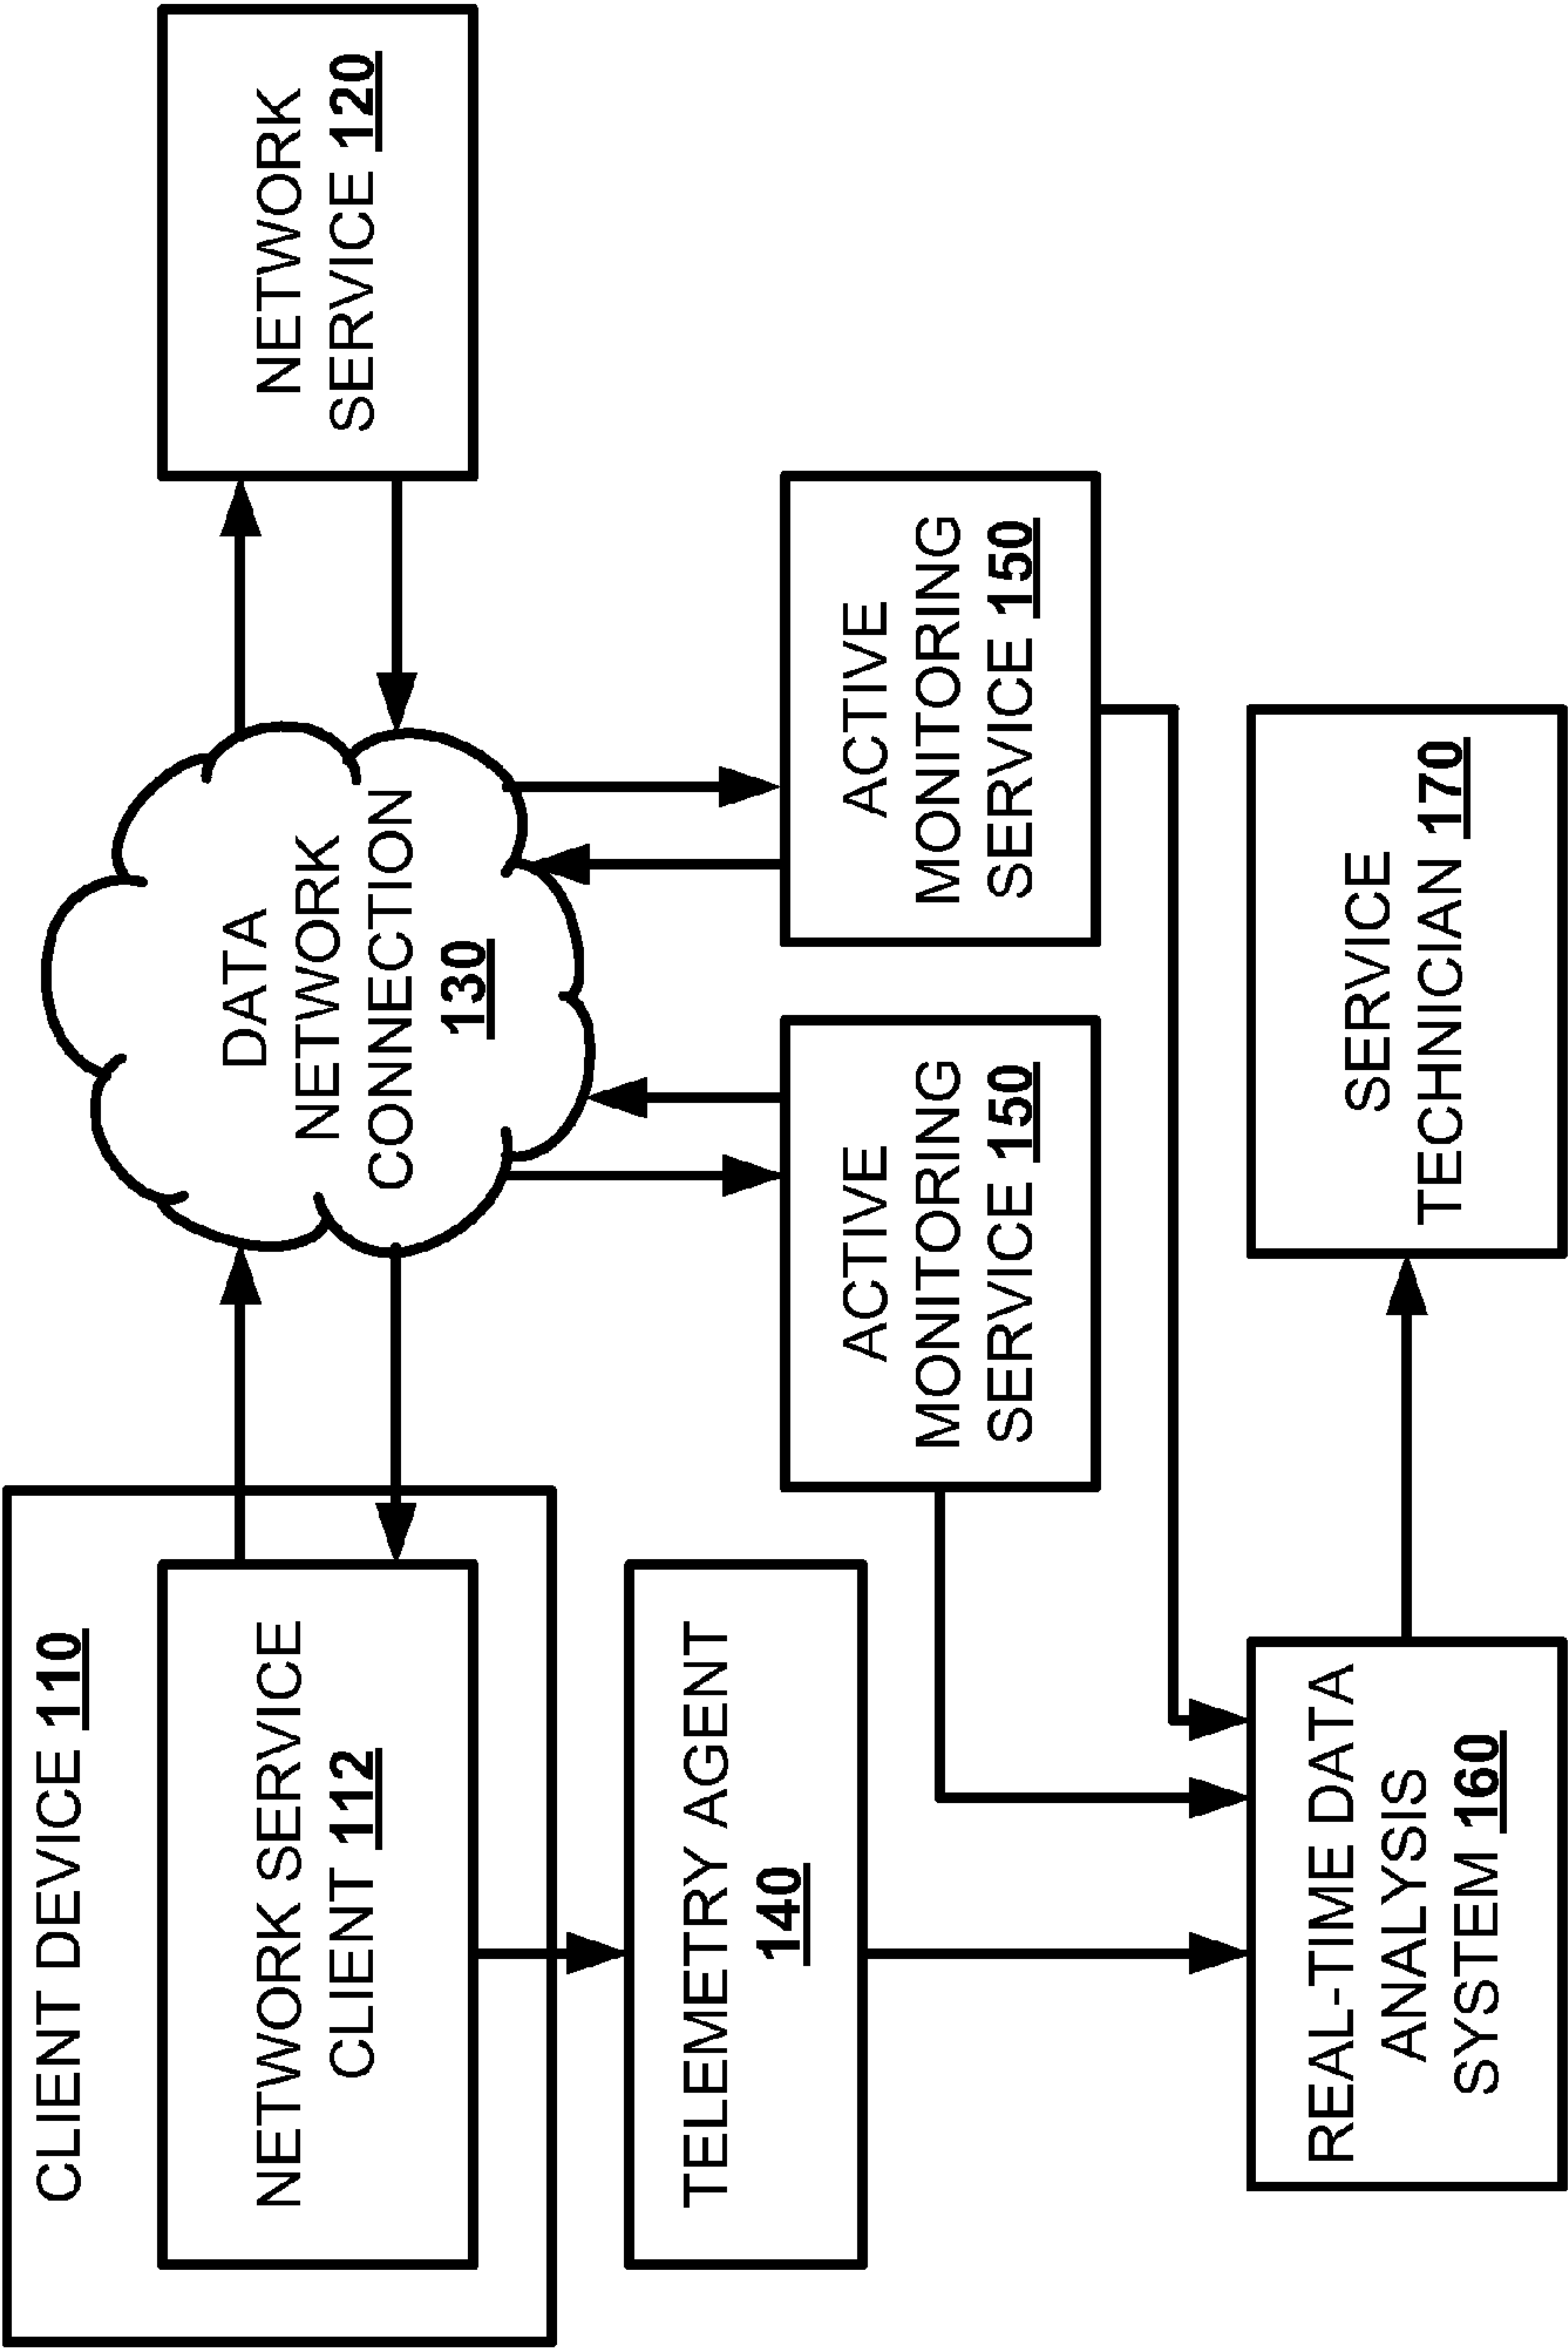 CLIENT DEVICE 110
NETWORK SERVICE
CLIENT 112
DATA
NETWORK
CONNECTION
130
NETWORK
SERVICE 120
TELEMETRY AGENT
140
ACTIVE
MONITORING
SERVICE 150
ACTIVE
MONITORING
SERVICE 150
REAL-TIME DATA
ANALYSIS
SYSTEM 160
SERVICE
TECHNICIAN 170